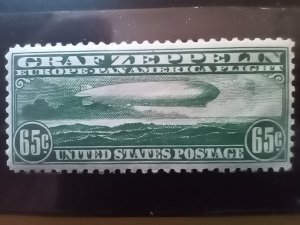 GRAF ZEPPELIN
EUROPE-PAN AMERICA FLIGHT
65¢ 65¢
UNITED STATES POSTAGE